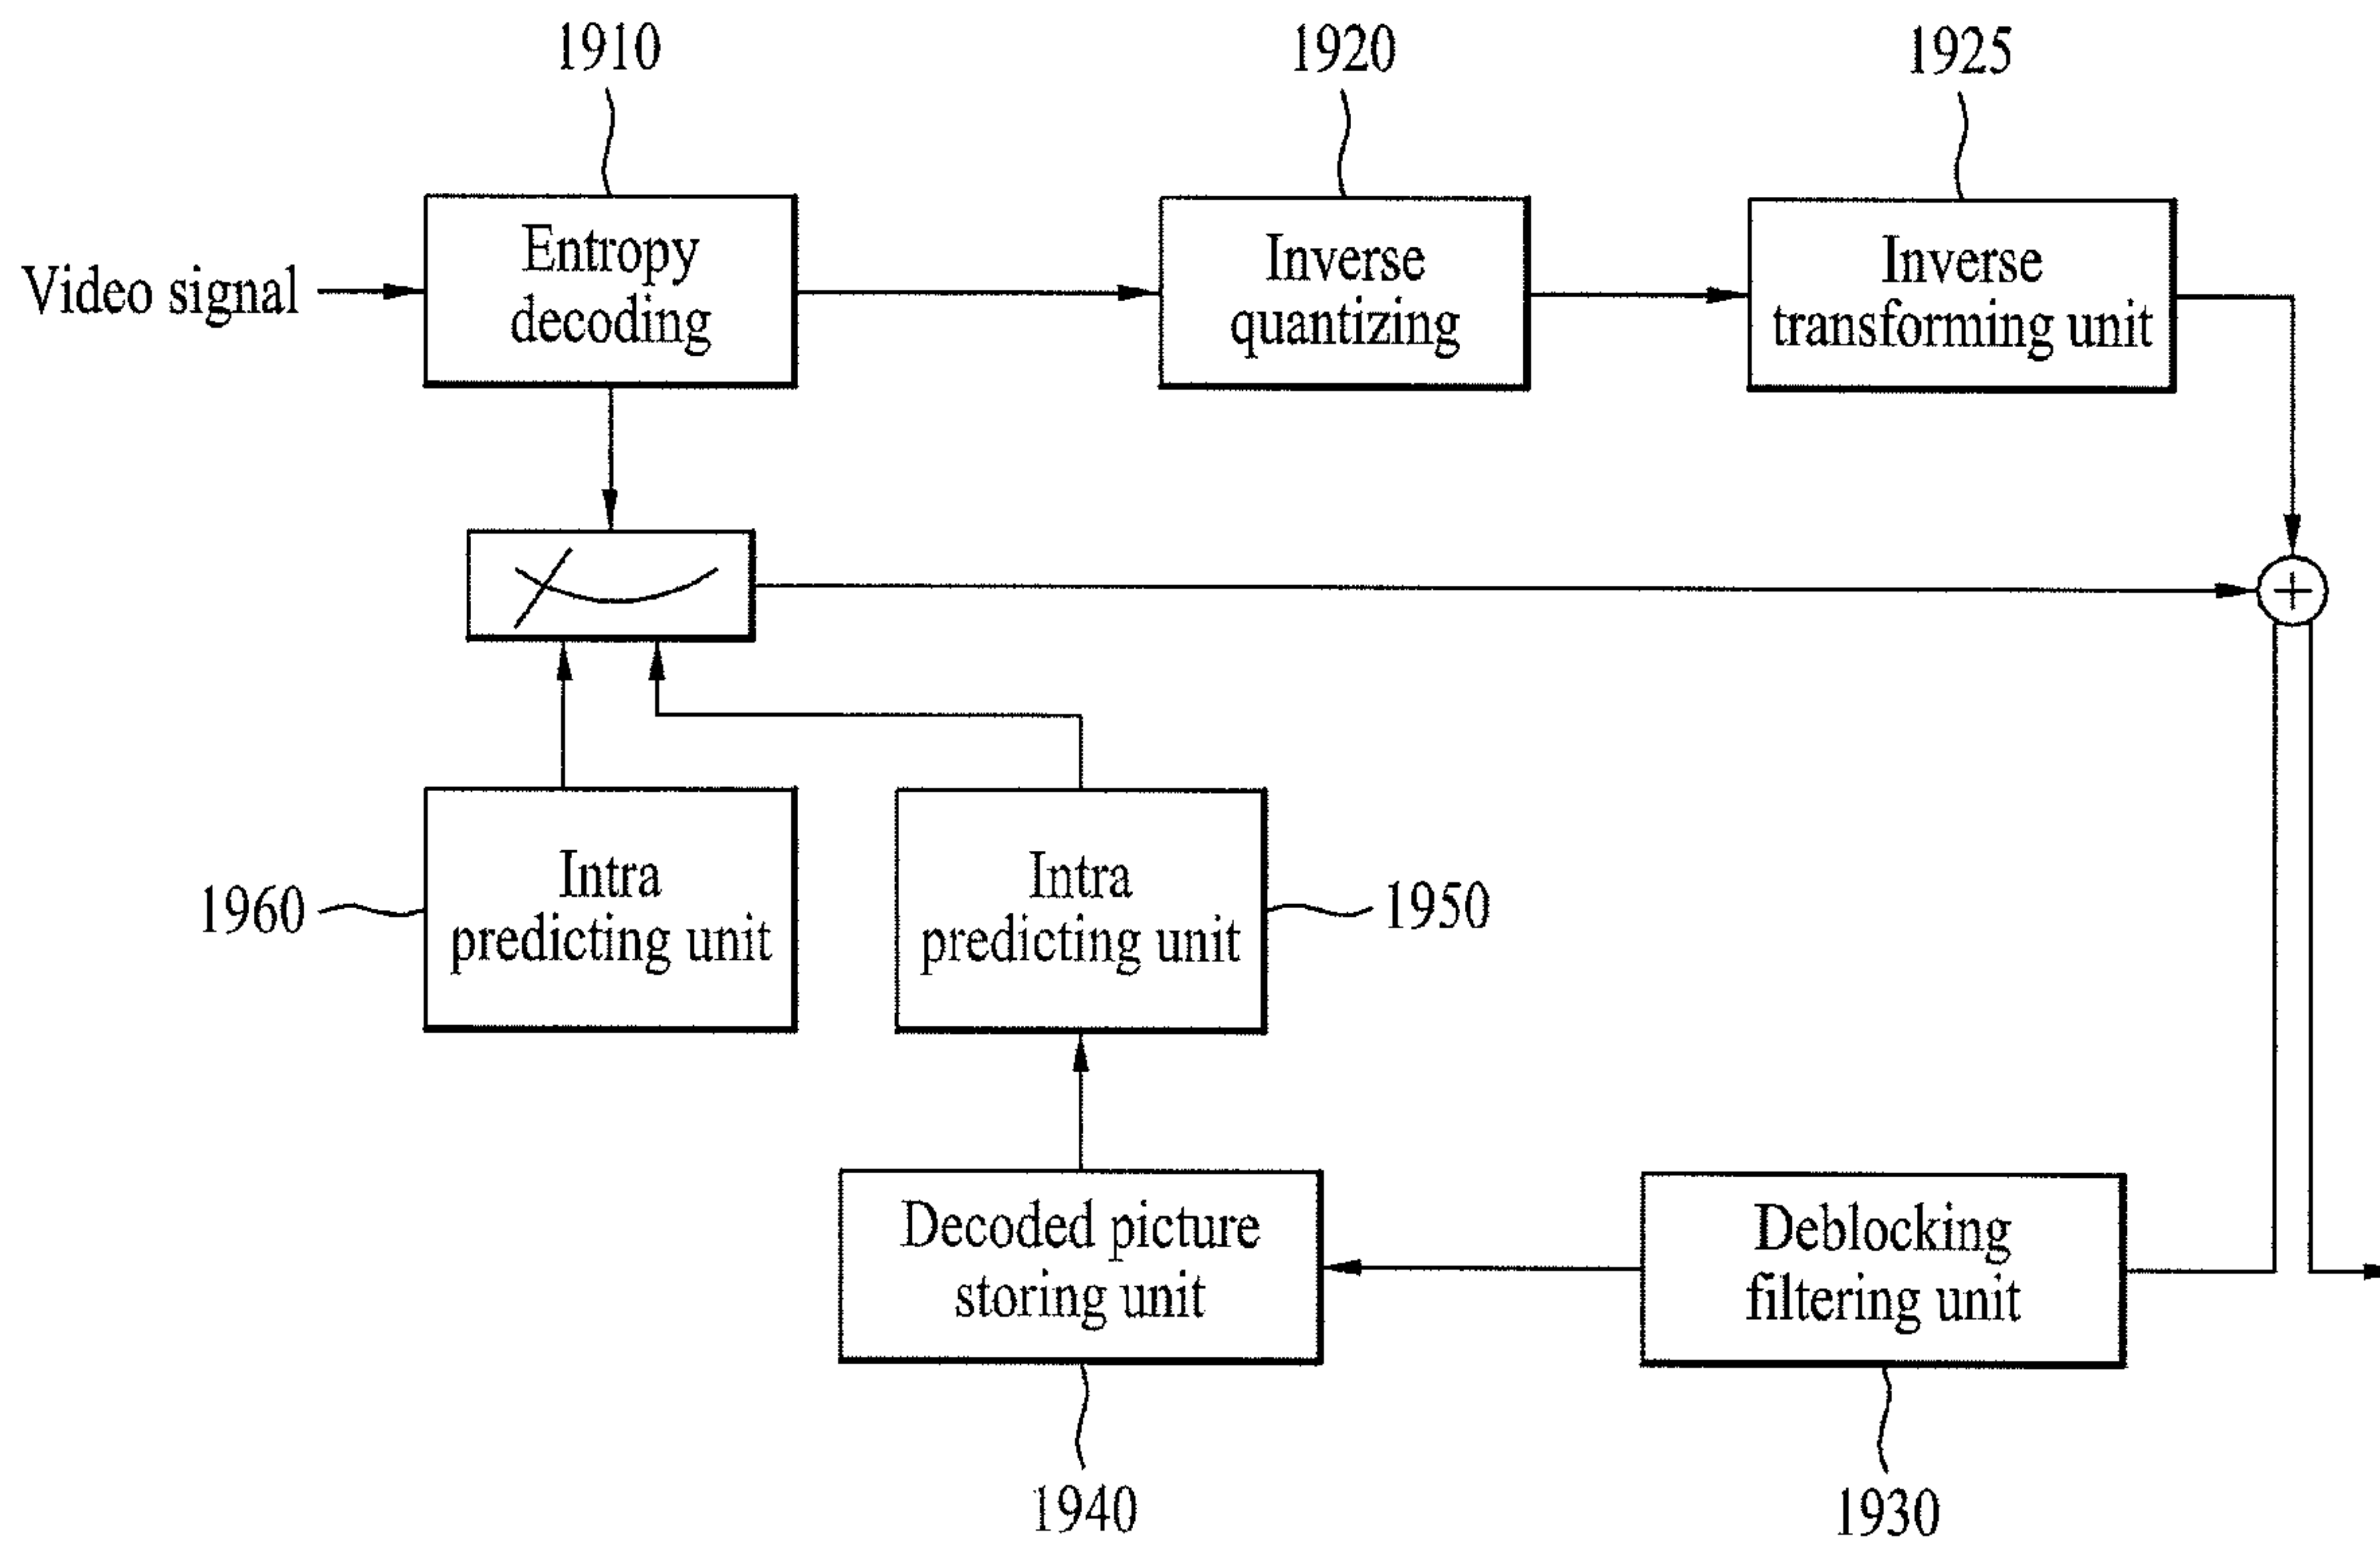 1910
1920
1925
Video signal
Entropy
decoding
Inverse
quantizing
Inverse
transforming unit
+
1960
Intra
predicting unit
Intra
predicting unit
1950
Decoded picture
storing unit
Deblocking
filtering unit
1940
1930